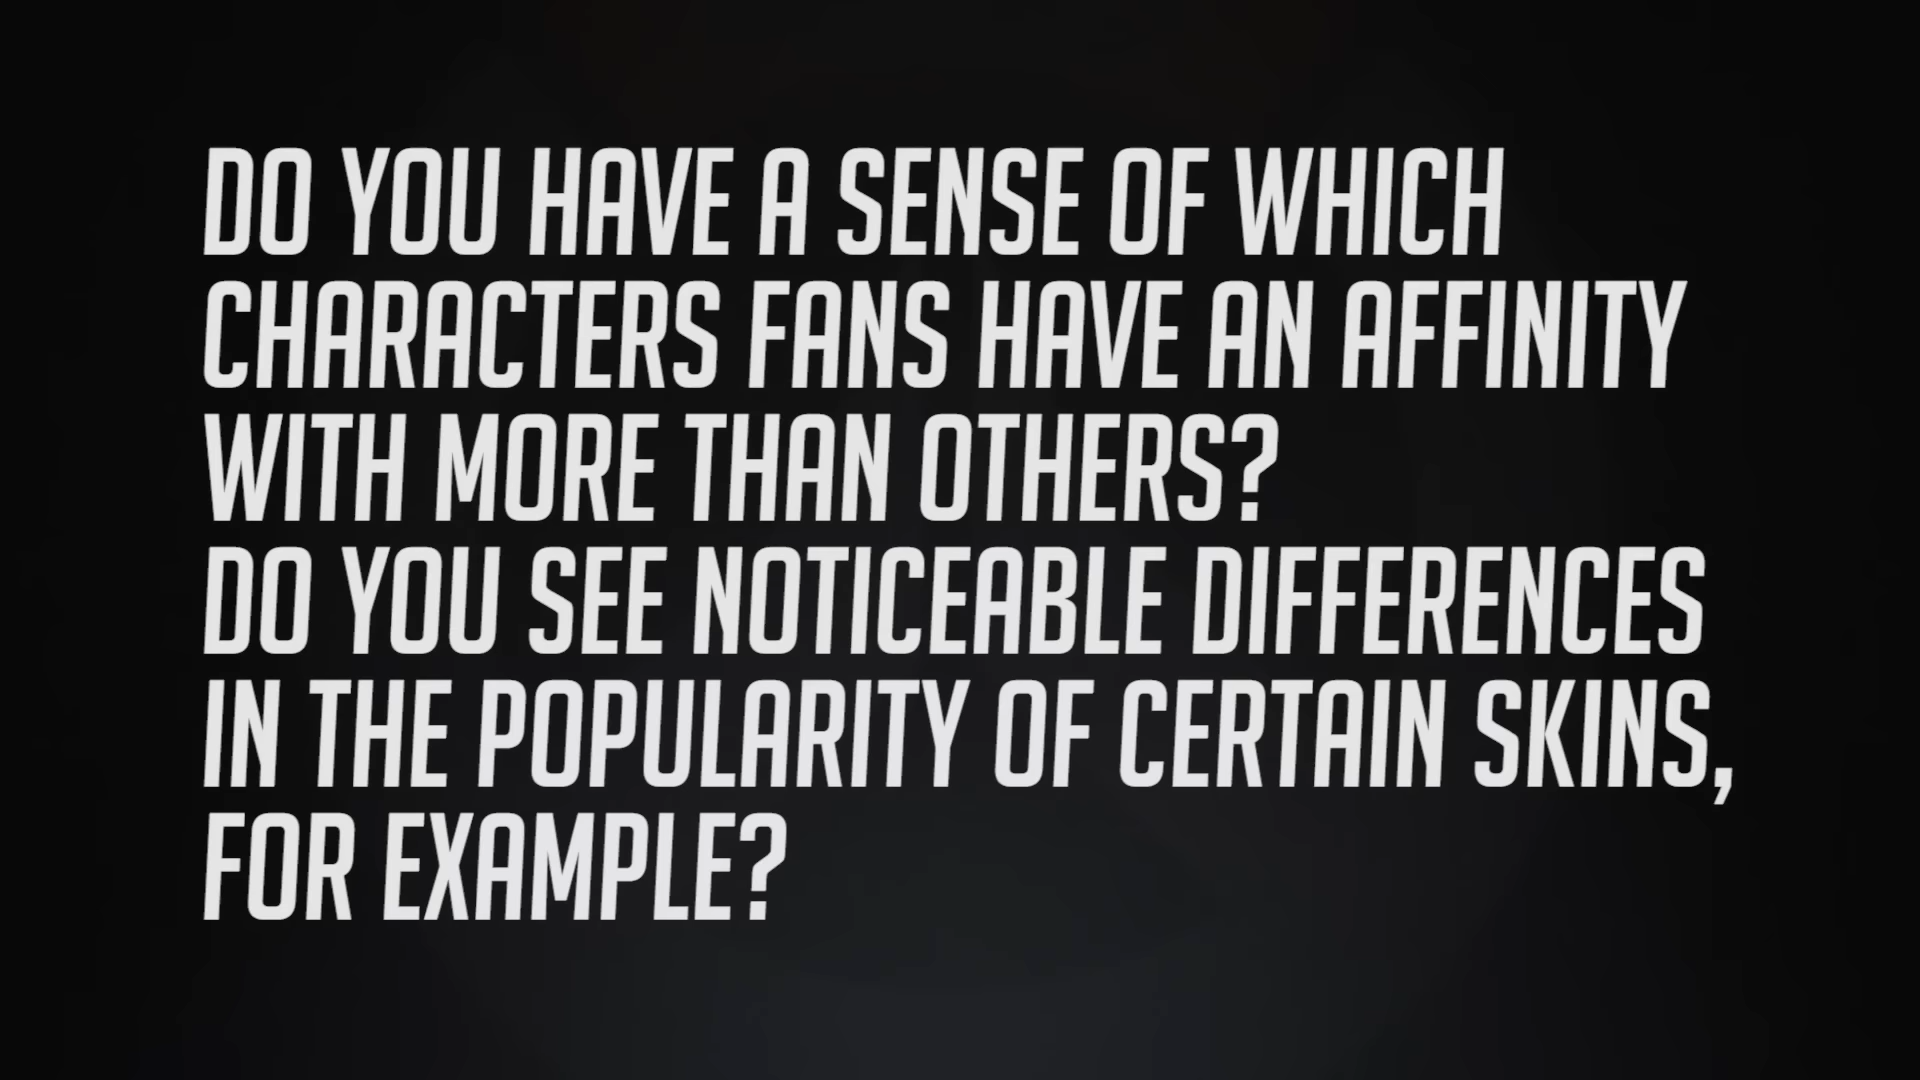 DO YOU HAVE A SENSE OF WHICH
CHARACTERS FANS HAVE AN AFFINITY
WITH MORE THAN OTHERS?
DO YOU SEE NOTICEABLE DIFFERENCES
IN THE POPULARITY OF CERTAIN SKINS,
FOR EXAMPLE?